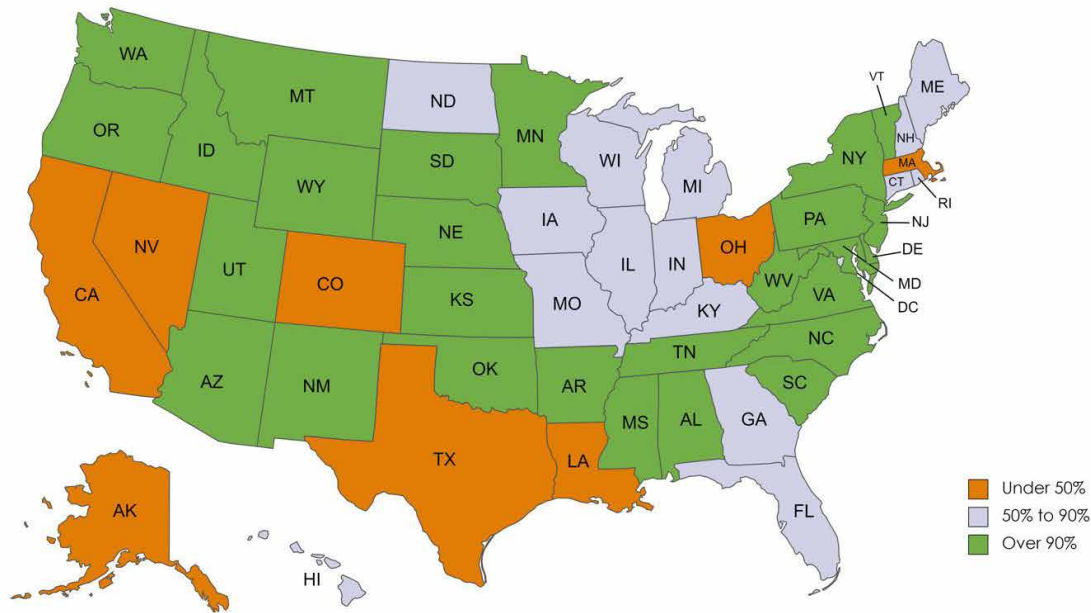 WA
MT
ND
MN
VT
ME
OR
ID
SD
WI
NY
NH
MA
WY
MI
CT
RI
IA
NE
PA
NJ
NV
OH
DE
UT
IL
IN
CA
CO
MD
WV
KS
MO
VA
DC
KY
NC
TN
OK
AZ
NM
AR
SC
MS
AL
GA
TX
LA
Under 50%
AK
FL
50% to 90%
Over 90%
HI